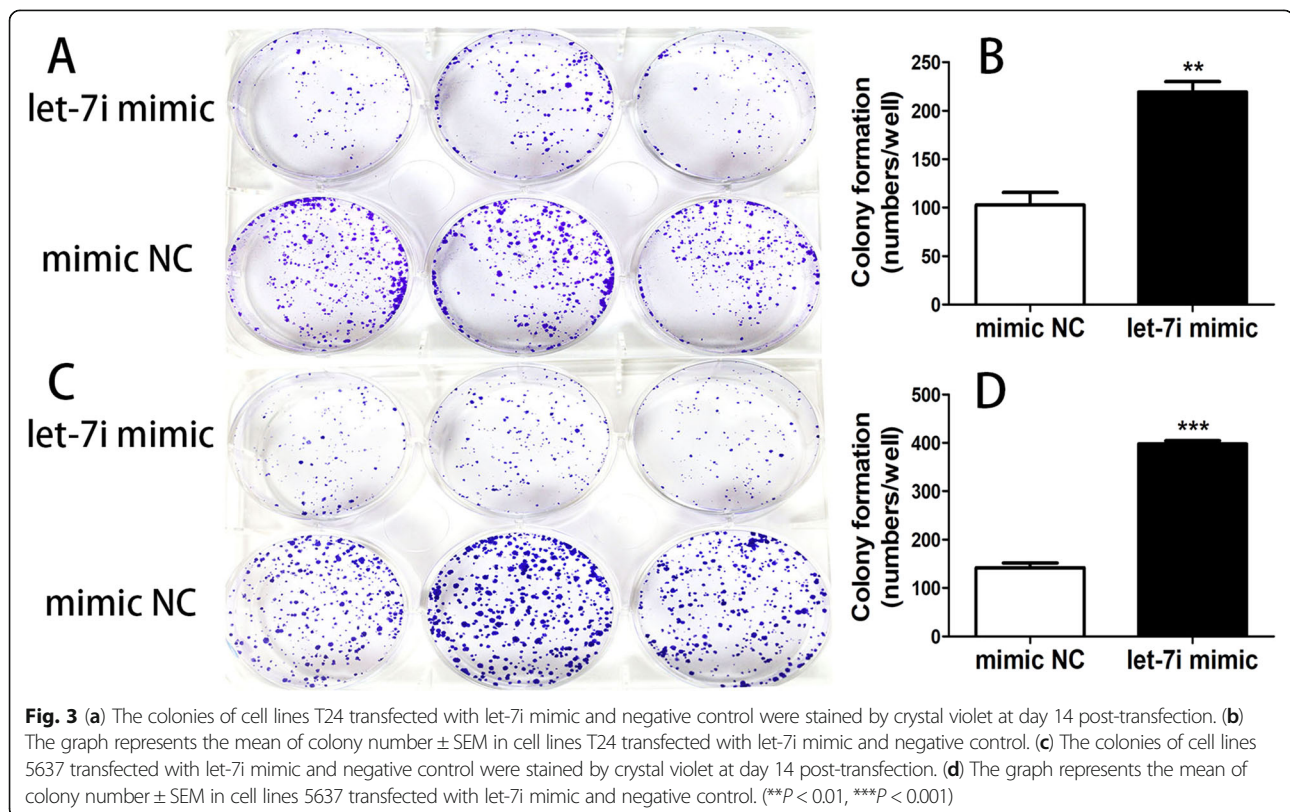 A
let-7i mimic
mimic NC
B
Colony formation
(numbers/well)
250
200
150
100
50
0
**
mimic NC
let-7i mimic
C
let-7i mimic
mimic NC
D
Colony formation
(numbers/well)
500
400
300
200
100
0
***
mimic NC
let-7i mimic
Fig. 3 (a) The colonies of cell lines T24 transfected with let-7i mimic and negative control were stained by crystal violet at day 14 post-transfection. (b)
The graph represents the mean of colony number ± SEM in cell lines T24 transfected with let-7i mimic and negative control. (c) The colonies of cell lines
5637 transfected with let-7i mimic and negative control were stained by crystal violet at day 14 post-transfection. (d) The graph represents the mean of
colony number ± SEM in cell lines 5637 transfected with let-7i mimic and negative control. (**P < 0.01, ***P < 0.001)